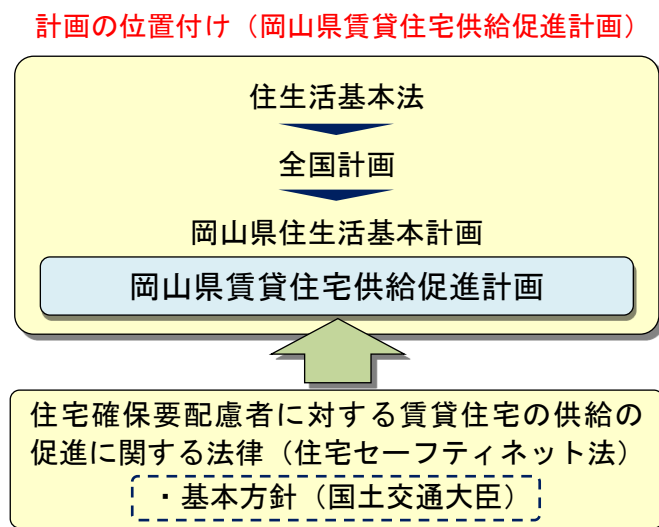 計画の位置付け（岡山県賃貸住宅供給促進計画）
住生活基本法
全国計画
岡山県住生活基本計画
岡山県賃貸住宅供給促進計画
住宅確保要配慮者に対する賃貸住宅の供給の
促進に関する法律（住宅セーフティネット法）
・基本方針（国土交通大臣）